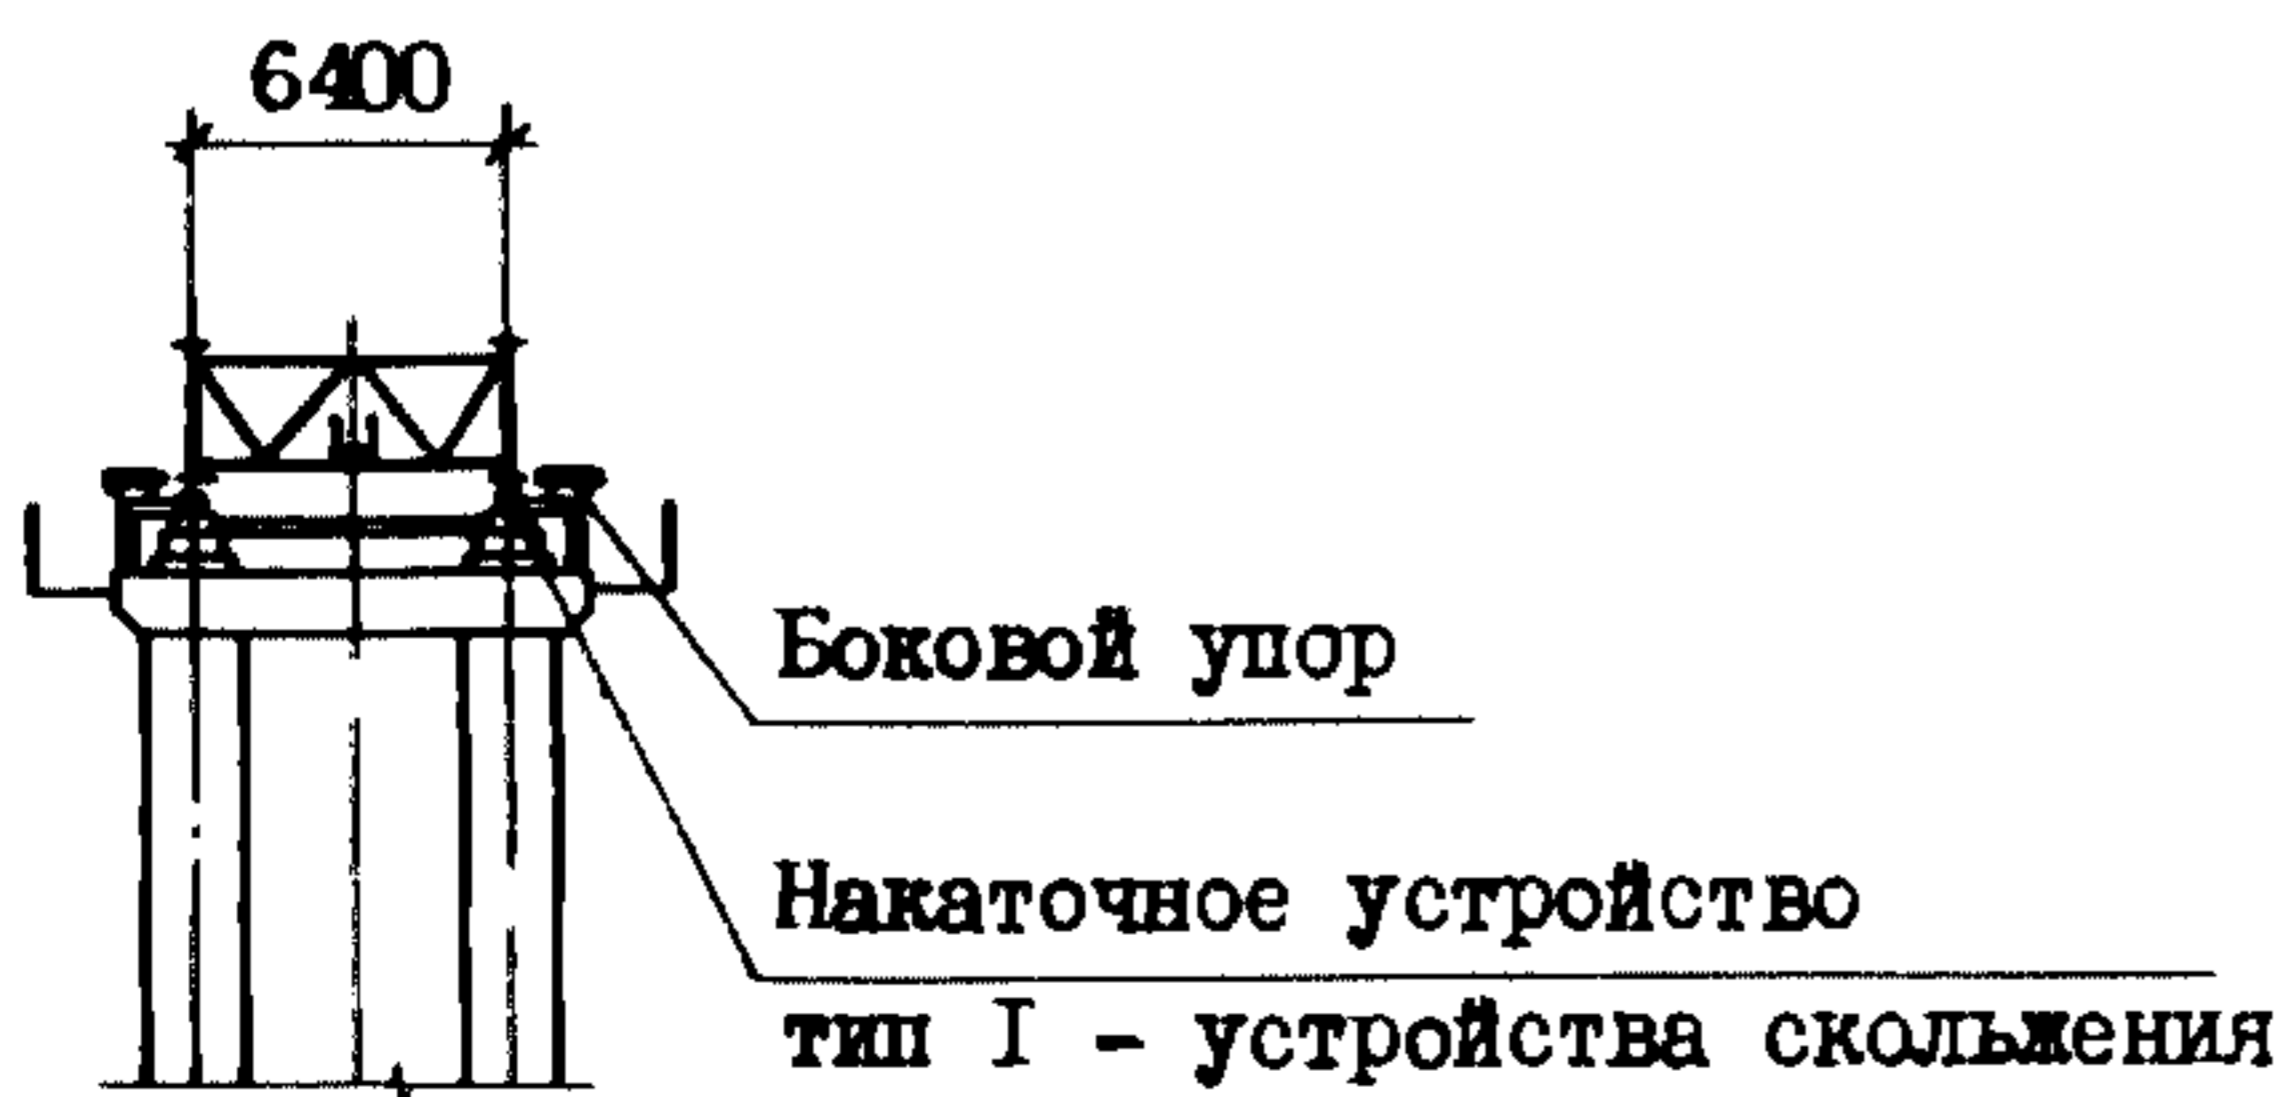 6400
Боковой упор
Накаточное устройство
тип I - устройства скольжения